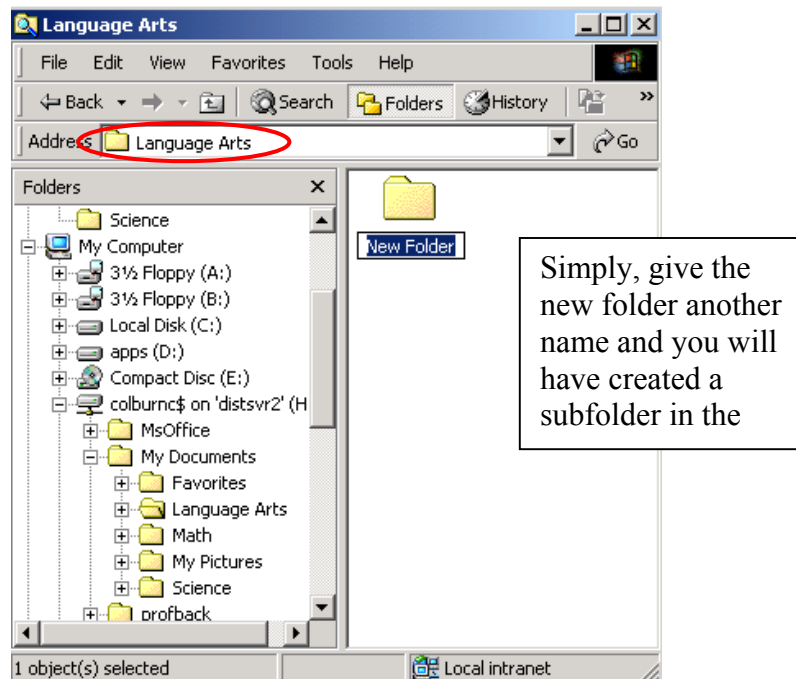 Language Arts
File Edit View Favorites Tools Help
Back Search Folders History »
Address Language Arts Go
Folders x
Science
My Computer
3½ Floppy (A:)
3½ Floppy (B:)
Local Disk (C:)
apps (D:)
Compact Disc (E:)
colburnc$ on 'distsvr2' (H
MsOffice
My Documents
Favorites
Language Arts
Math
My Pictures
Science
profback
New Folder
Simply, give the
new folder another
name and you will
have created a
subfolder in the
1 object(s) selected Local intranet